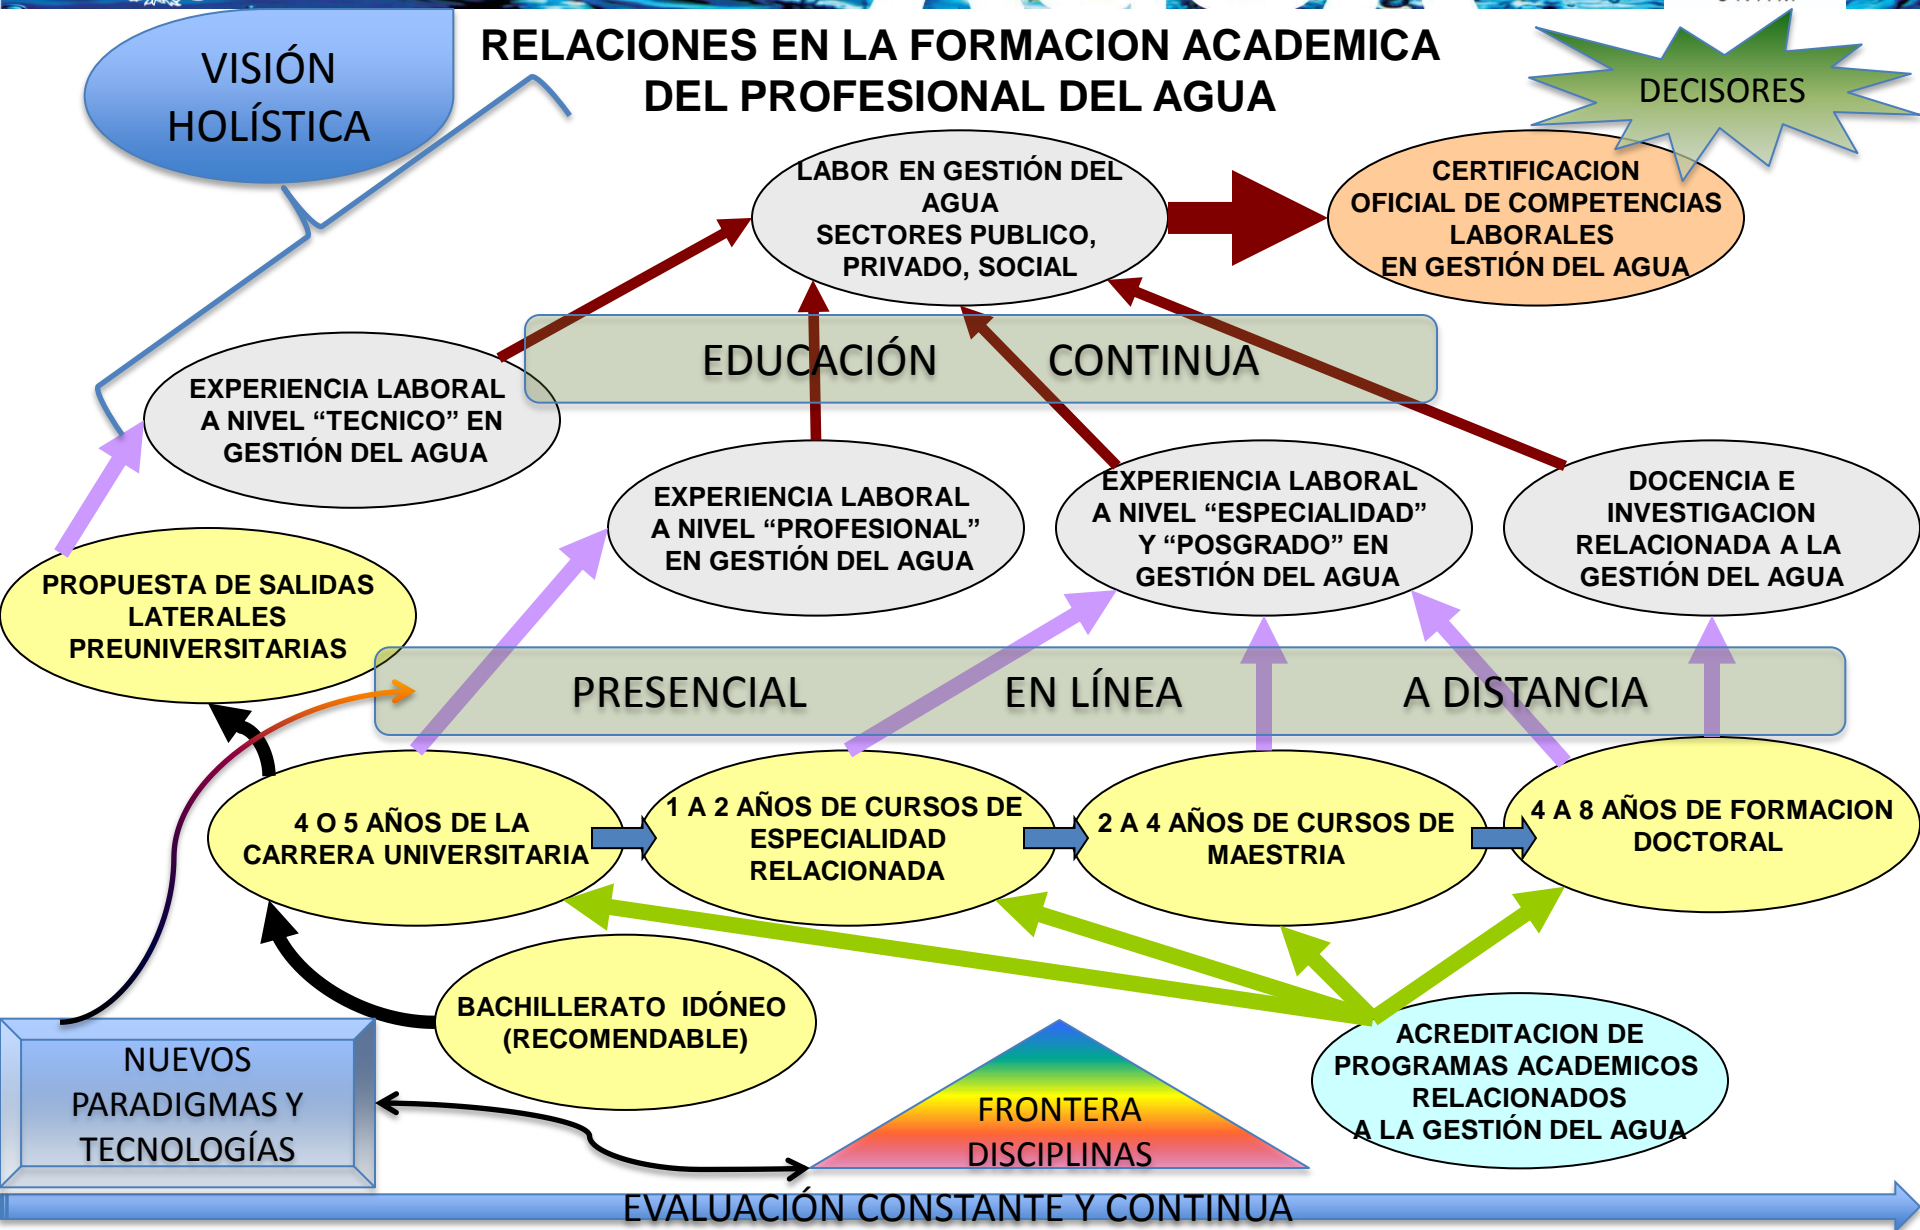 RELACIONES EN LA FORMACION ACADEMICA
DEL PROFESIONAL DEL AGUA
VISIÓN
HOLÍSTICA
DECISORES
LABOR EN GESTIÓN DEL
AGUA
SECTORES PUBLICO,
PRIVADO, SOCIAL
CERTIFICACION
OFICIAL DE COMPETENCIAS
LABORALES
EN GESTIÓN DEL AGUA
EDUCACIÓN CONTINUA
EXPERIENCIA LABORAL
A NIVEL “TECNICO” EN
GESTIÓN DEL AGUA
EXPERIENCIA LABORAL
A NIVEL “PROFESIONAL”
EN GESTIÓN DEL AGUA
EXPERIENCIA LABORAL
A NIVEL “ESPECIALIDAD”
Y “POSGRADO” EN
GESTIÓN DEL AGUA
DOCENCIA E
INVESTIGACION
RELACIONADA A LA
GESTIÓN DEL AGUA
PROPUESTA DE SALIDAS
LATERALES
PREUNIVERSITARIAS
PRESENCIAL EN LÍNEA A DISTANCIA
4 O 5 AÑOS DE LA
CARRERA UNIVERSITARIA
1 A 2 AÑOS DE CURSOS DE
ESPECIALIDAD
RELACIONADA
2 A 4 AÑOS DE CURSOS DE
MAESTRIA
4 A 8 AÑOS DE FORMACION
DOCTORAL
BACHILLERATO IDÓNEO
(RECOMENDABLE)
ACREDITACION DE
PROGRAMAS ACADEMICOS
RELACIONADOS
A LA GESTIÓN DEL AGUA
NUEVOS
PARADIGMAS Y
TECNOLOGÍAS
FRONTERA
DISCIPLINAS
EVALUACIÓN CONSTANTE Y CONTINUA